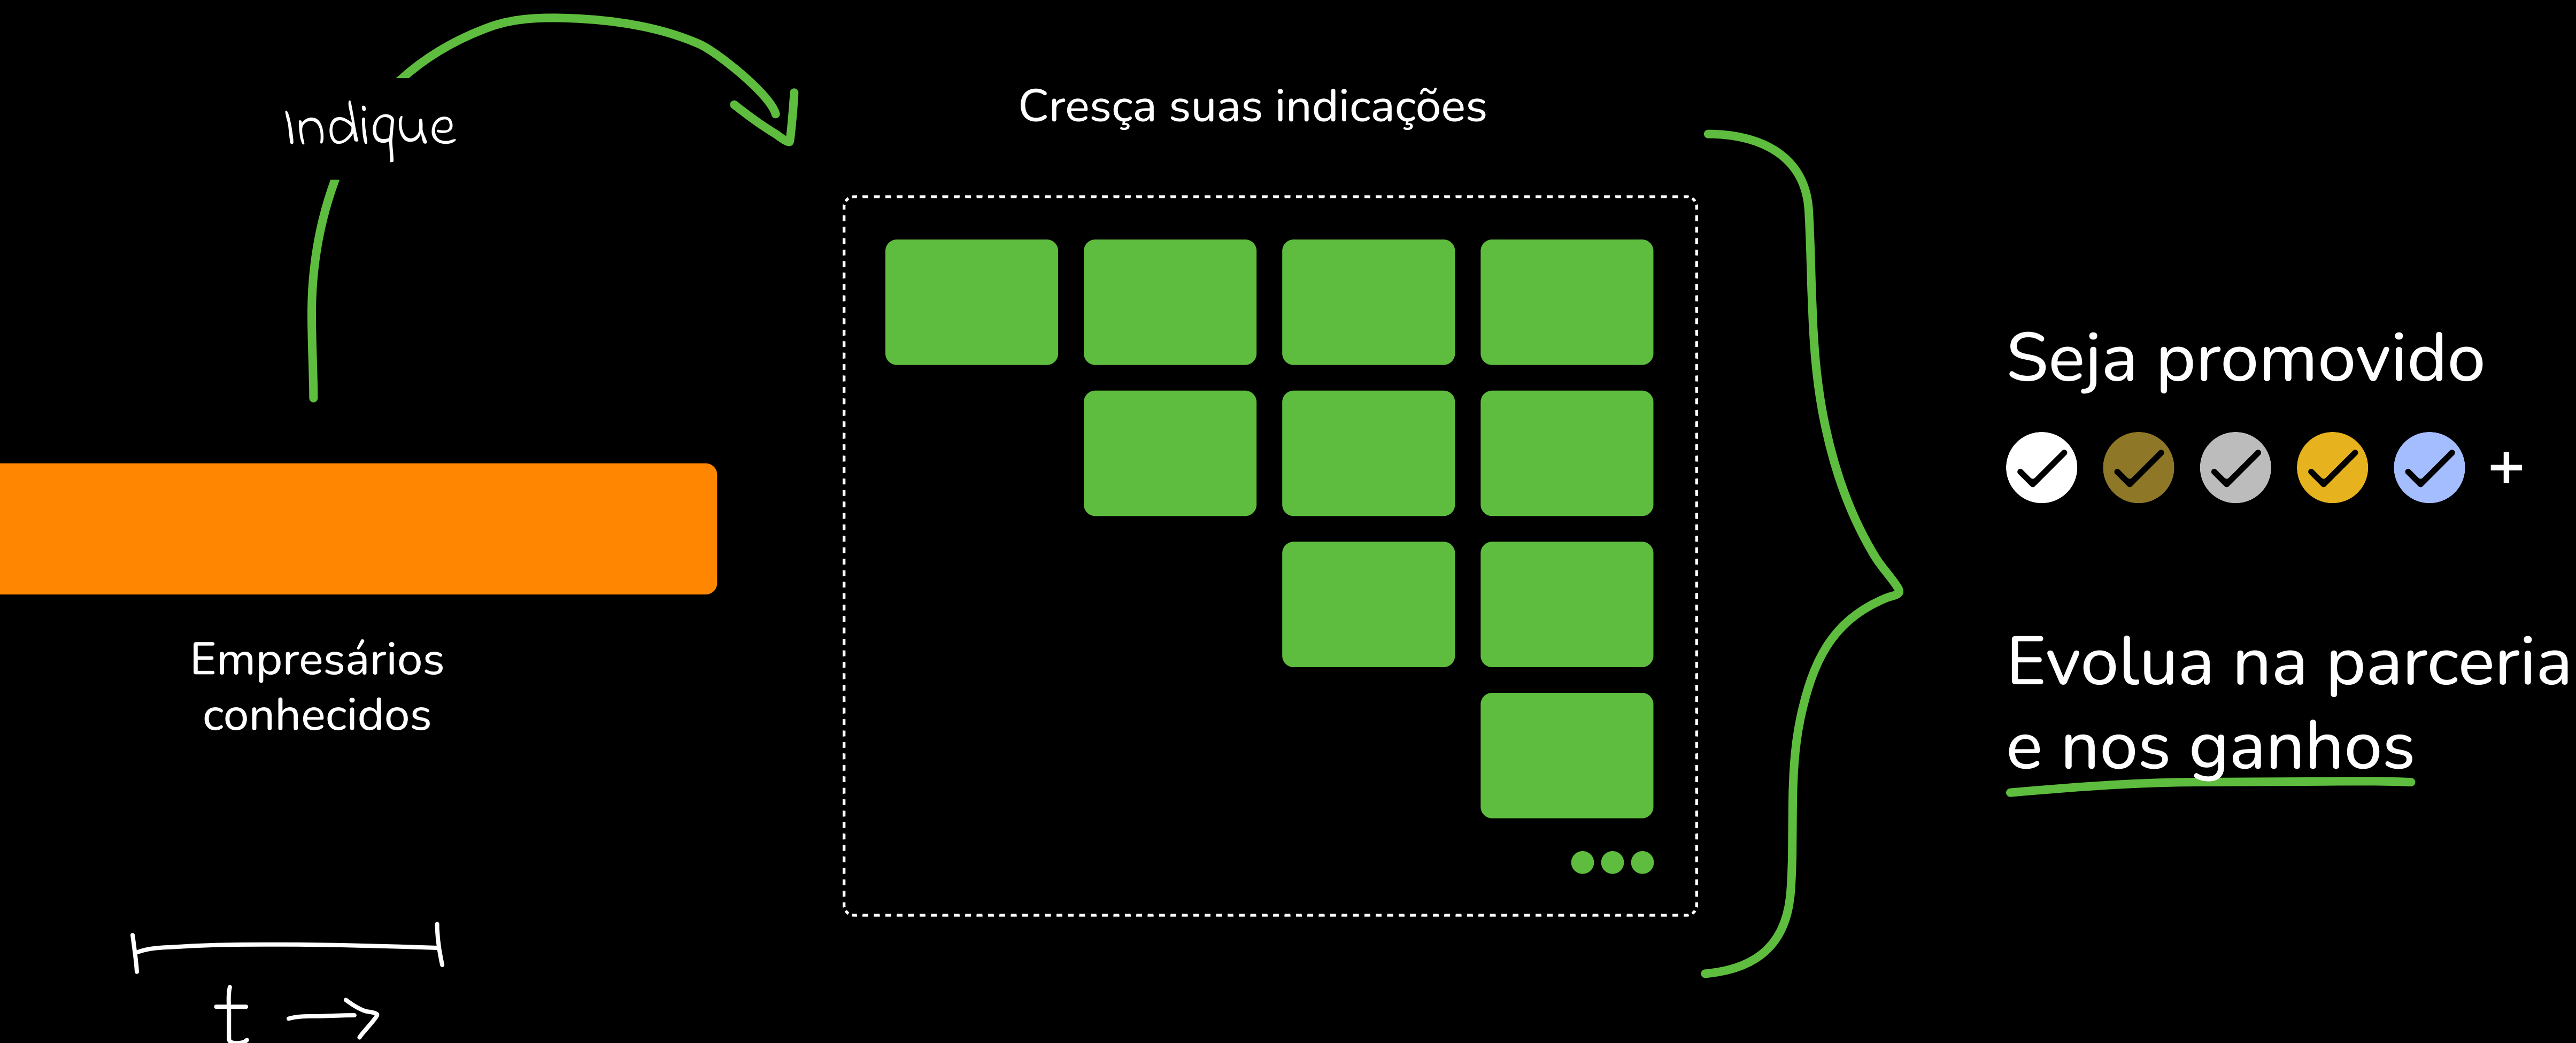 Indique
Cresça suas indicações
Empresários
conhecidos
t →
Seja promovido
+
Evolua na parceria
e nos ganhos